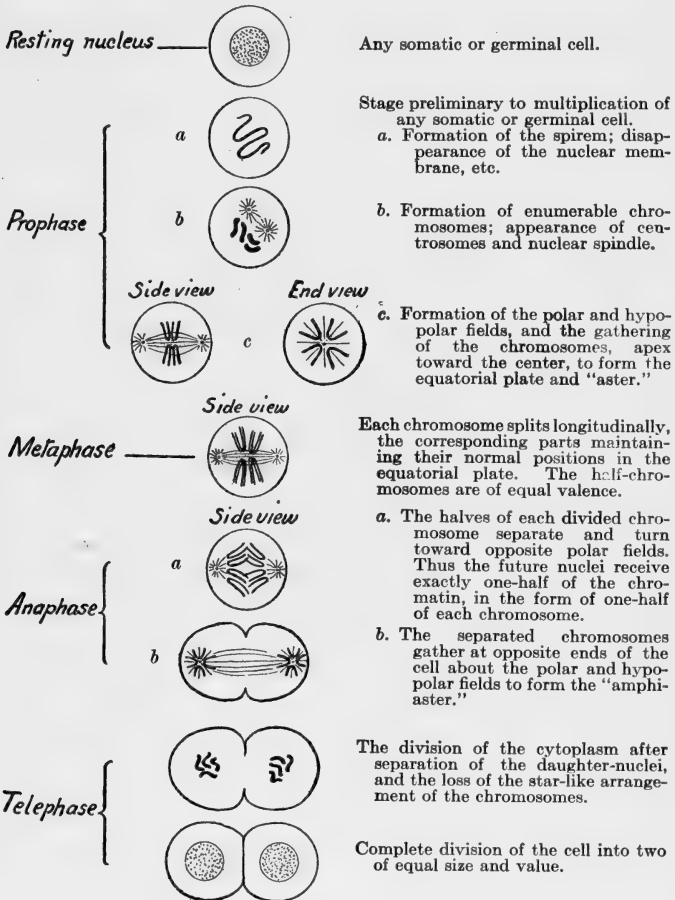 Resting nucleus
Any somatic or germinal cell.
Prophase
a
Stage preliminary to multiplication of
any somatic or germinal cell.
a. Formation of the spirem; disap-
pearance of the nuclear mem-
brane, etc.
b
b. Formation of enumerable chro-
mosomes; appearance of cen-
trosomes and nuclear spindle.
Side view
End view
c
c. Formation of the polar and hypo-
polar fields, and the gathering
of the chromosomes, apex
toward the center, to form the
equatorial plate and "aster."
Side view
Metaphase
Each chromosome splits longitudinally,
the corresponding parts maintain-
ing their normal positions in the
equatorial plate. The half-chro-
mosomes are of equal valence.
Side view
Anaphase
a
a. The halves of each divided chro-
mosome separate and turn
toward opposite polar fields.
Thus the future nuclei receive
exactly one-half of the chro-
matin, in the form of one-half
of each chromosome.
b
b. The separated chromosomes
gather at opposite ends of the
cell about the polar and hypo-
polar fields to form the "amphi-
aster."
Telephase
The division of the cytoplasm after
separation of the daughter-nuclei,
and the loss of the star-like arrange-
ment of the chromosomes.
Complete division of the cell into two
of equal size and value.